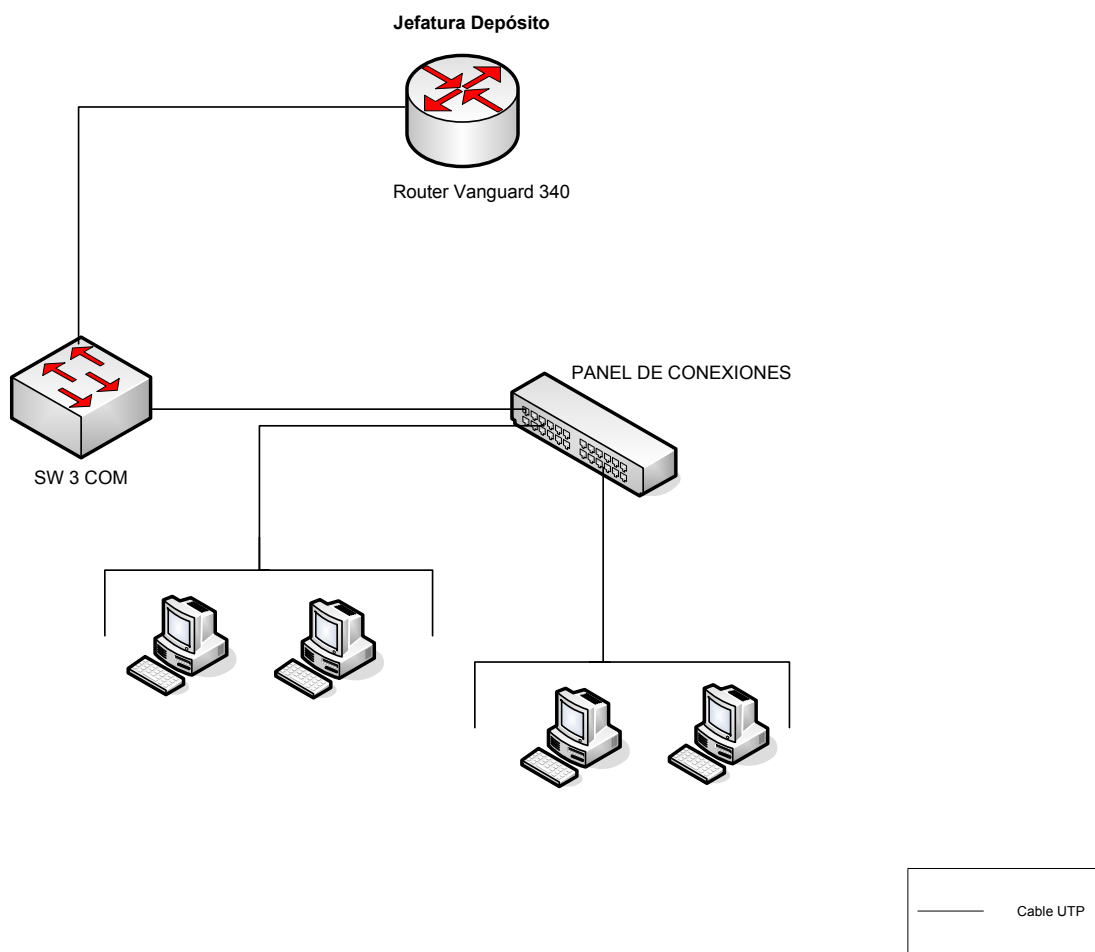 Jefatura Depósito
Router Vanguard 340
PANEL DE CONEXIONES
SW 3 COM
Cable UTP